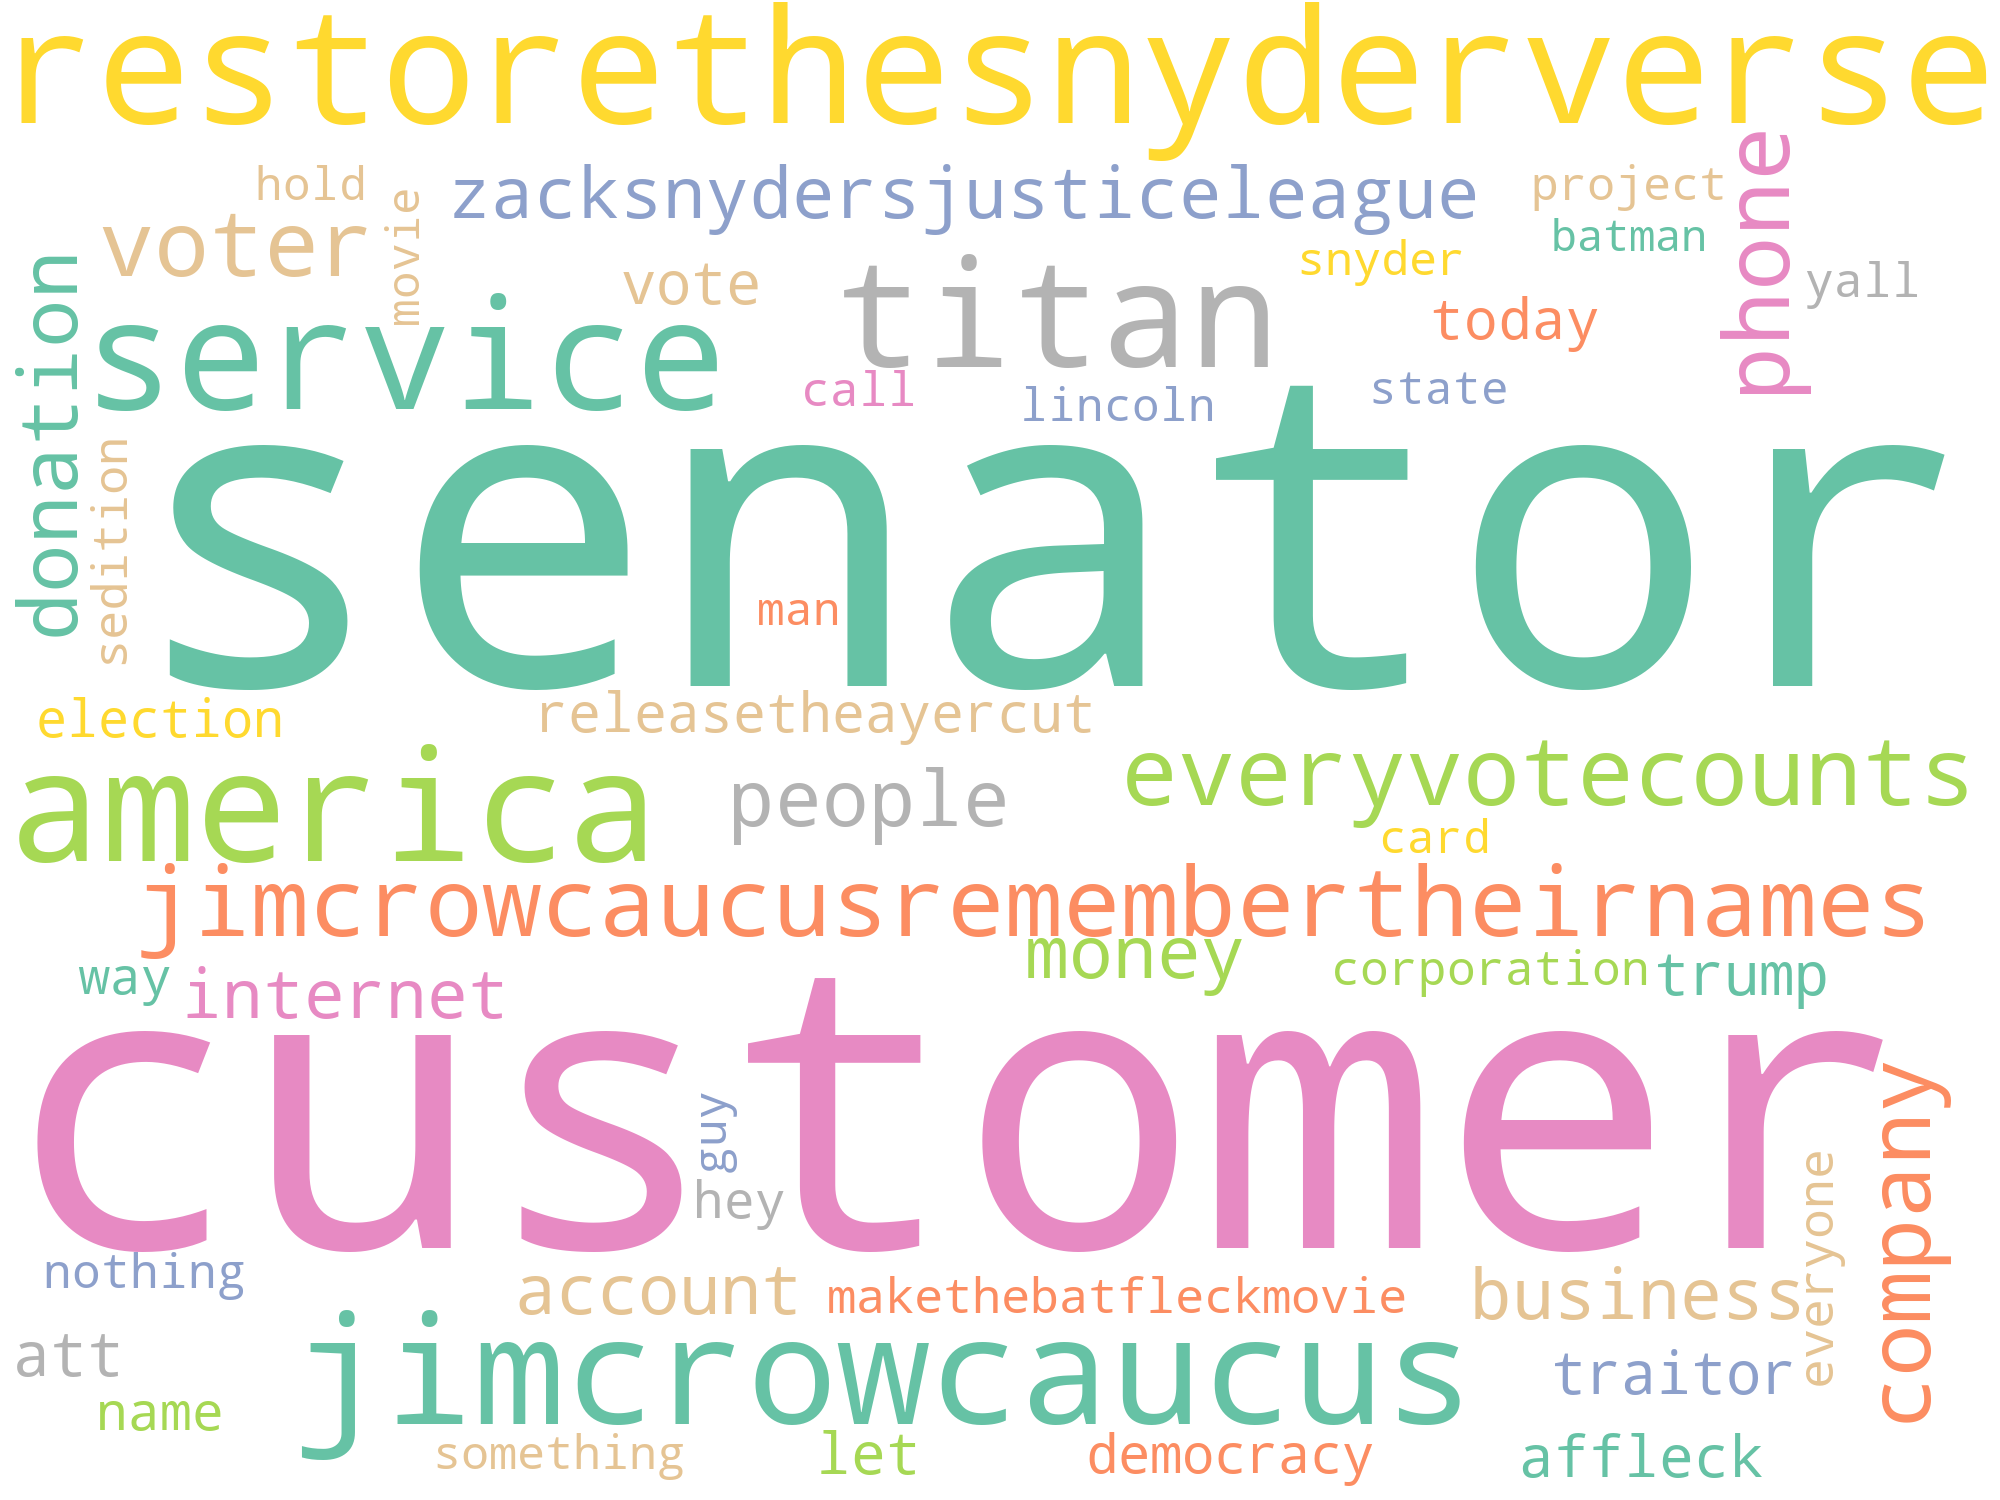 restorethesnyderverse
hold
movie
zacksnydersjusticeleague
project
phone
voter
vote
titan
snyder
batman
yall
donation
service
today
call
lincoln
state
sedition
senator
man
election
releasetheayercut
america
people
everyvotecounts
card
jimcrowcaucusremembertheirnames
way
internet
money
corporation
trump
customer
guy
hey
company
everyone
nothing
account
makethebatfleckmovie
business
att
jimcrowcaucus
traitor
name
something
let
democracy
affleck